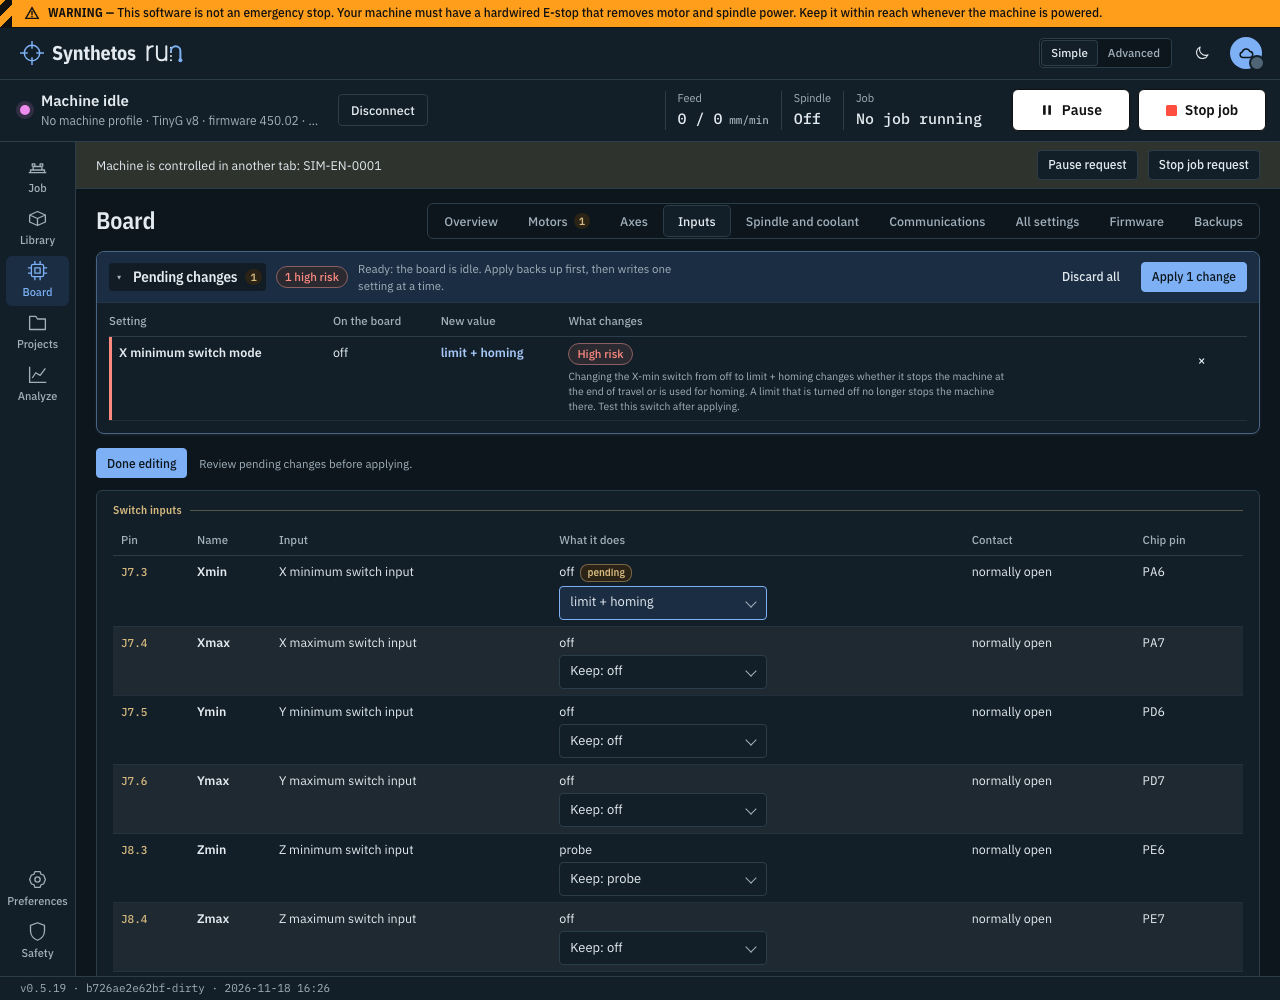 WARNING — This software is not an emergency stop. Your machine must have a hardwired E-stop that removes motor and spindle power. Keep it within reach whenever the machine is powered.
Synthetos run
Simple Advanced
Machine idle
No machine profile · TinyG v8 · firmware 450.02 · ...
Disconnect
Feed
0 / 0 mm/min
Spindle
Off
Job
No job running
Pause
Stop job
Machine is controlled in another tab: SIM-EN-0001
Pause request
Stop job request
Job
Library
Board
Projects
Analyze
Preferences
Safety
Board
Overview Motors 1 Axes Inputs Spindle and coolant Communications All settings Firmware Backups
Pending changes 1
1 high risk
Ready: the board is idle. Apply backs up first, then writes one
setting at a time.
Discard all
Apply 1 change
Setting On the board New value What changes
X minimum switch mode off limit + homing High risk
Changing the X-min switch from off to limit + homing changes whether it stops the machine at
the end of travel or is used for homing. A limit that is turned off no longer stops the machine
there. Test this switch after applying.
×
Done editing
Review pending changes before applying.
Switch inputs
Pin Name Input What it does Contact Chip pin
J7.3 Xmin X minimum switch input off pending normally open PA6
limit + homing
J7.4 Xmax X maximum switch input off normally open PA7
Keep: off
J7.5 Ymin Y minimum switch input off normally open PD6
Keep: off
J7.6 Ymax Y maximum switch input off normally open PD7
Keep: off
J8.3 Zmin Z minimum switch input probe normally open PE6
Keep: probe
J8.4 Zmax Z maximum switch input off normally open PE7
Keep: off
v0.5.19 · b726ae2e62bf-dirty · 2026-11-18 16:26